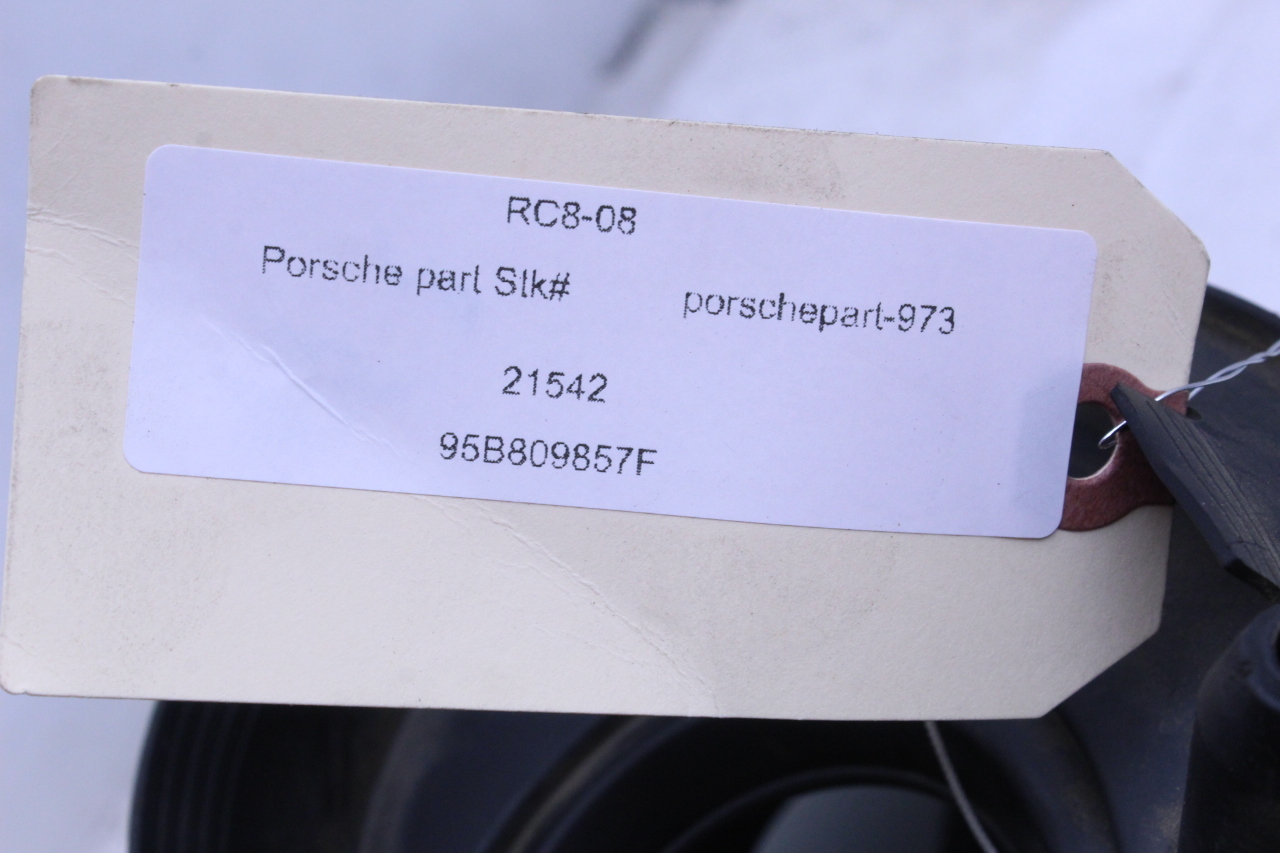 RC8-08
Porsche part Stk# porschepart-973
21542
95B809857F